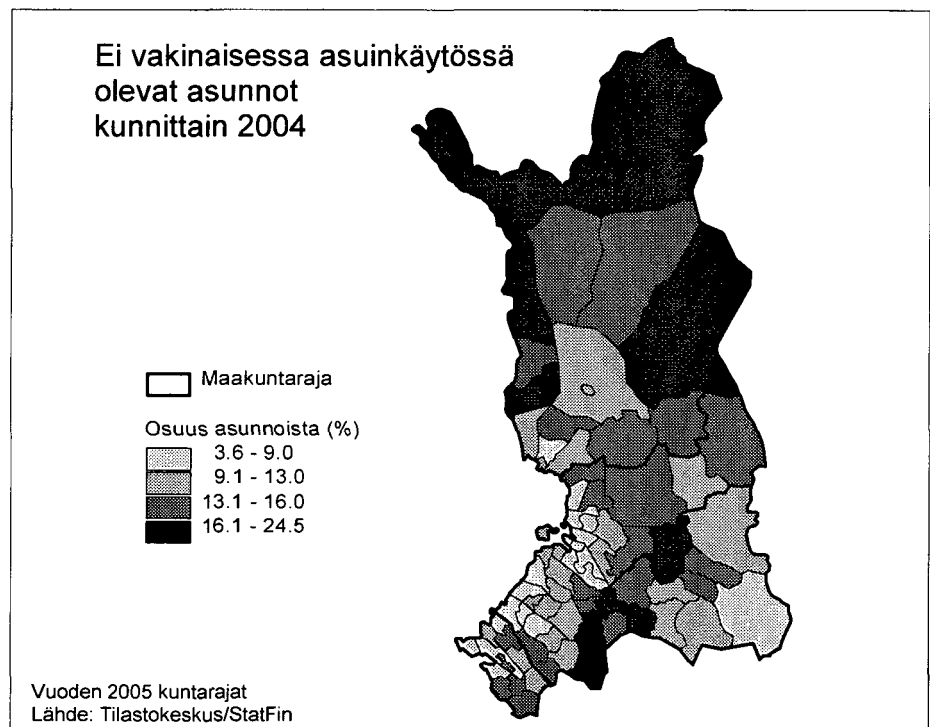 Ei vakinaisessa asuinkäytössä
olevat asunnot
kunnittain 2004
Maakuntaraja
Osuus asunnoista (%)
3.6 - 9.0
9.1 - 13.0
13.1 - 16.0
16.1 - 24.5
Vuoden 2005 kuntarajat
Lähde: Tilastokeskus/StatFin